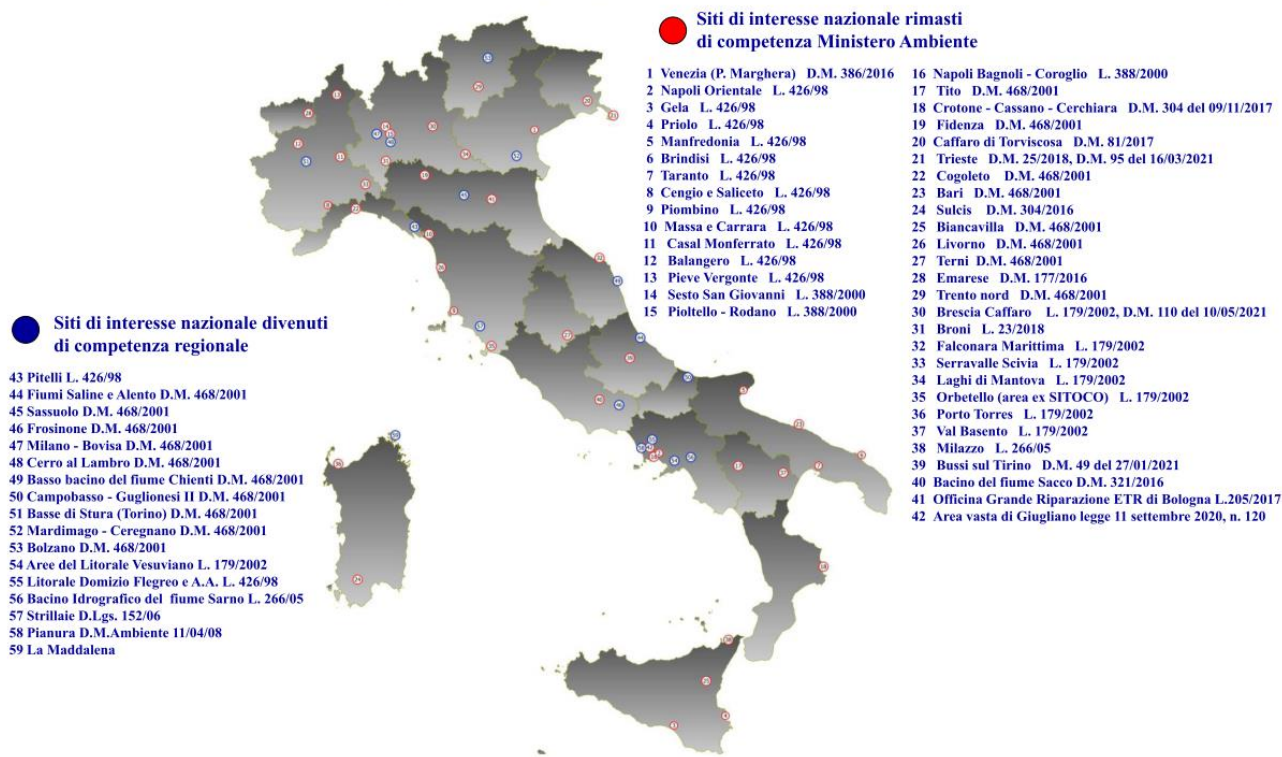 Siti di interesse nazionale rimasti
di competenza Ministero Ambiente
1 Venezia (P. Marghera) D.M. 386/2016
2 Napoli Orientale L. 426/98
3 Gela L. 426/98
4 Priolo L. 426/98
5 Manfredonia L. 426/98
6 Brindisi L. 426/98
7 Taranto L. 426/98
8 Cengio e Saliceto L. 426/98
9 Piombino L. 426/98
10 Massa e Carrara L. 426/98
11 Casal Monferrato L. 426/98
12 Balangero L. 426/98
13 Pieve Vergonte L. 426/98
14 Sesto San Giovanni L. 388/2000
15 Pioltello - Rodano L. 388/2000
16 Napoli Bagnoli - Coroglio L. 388/2000
17 Tito D.M. 468/2001
18 Crotone - Cassano - Cerchiara D.M. 304 del 09/11/2017
19 Fidenza D.M. 468/2001
20 Caffaro di Torviscosa D.M. 81/2017
21 Trieste D.M. 25/2018, D.M. 95 del 16/03/2021
22 Cogoleto D.M. 468/2001
23 Bari D.M. 468/2001
24 Sulcis D.M. 304/2016
25 Biancavilla D.M. 468/2001
26 Livorno D.M. 468/2001
27 Terni D.M. 468/2001
28 Emarese D.M. 177/2016
29 Trento nord D.M. 468/2001
30 Brescia Caffaro L. 179/2002, D.M. 110 del 10/05/2021
31 Broni L. 23/2018
32 Falconara Marittima L. 179/2002
33 Serravalle Scivia L. 179/2002
34 Laghi di Mantova L. 179/2002
35 Orbetello (area ex SITOCO) L. 179/2002
36 Porto Torres L. 179/2002
37 Val Basento L. 179/2002
38 Milazzo L. 266/05
39 Bussi sul Tirino D.M. 49 del 27/01/2021
40 Bacino del fiume Sacco D.M. 321/2016
41 Officina Grande Riparazione ETR di Bologna L.205/2017
42 Area vasta di Giugliano legge 11 settembre 2020, n. 120
Siti di interesse nazionale divenuti
di competenza regionale
43 Pitelli L. 426/98
44 Fiumi Saline e Alento D.M. 468/2001
45 Sassuolo D.M. 468/2001
46 Frosinone D.M. 468/2001
47 Milano - Bovisa D.M. 468/2001
48 Cerro al Lambro D.M. 468/2001
49 Basso bacino del fiume Chienti D.M. 468/2001
50 Campobasso - Guglionesi II D.M. 468/2001
51 Basse di Stura (Torino) D.M. 468/2001
52 Mardimago - Ceregnano D.M. 468/2001
53 Bolzano D.M. 468/2001
54 Aree del Litorale Vesuviano L. 179/2002
55 Litorale Domizio Flegreo e A.A. L. 426/98
56 Bacino Idrografico del fiume Sarno L. 266/05
57 Strillaie D.Lgs. 152/06
58 Pianura D.M.Ambiente 11/04/08
59 La Maddalena